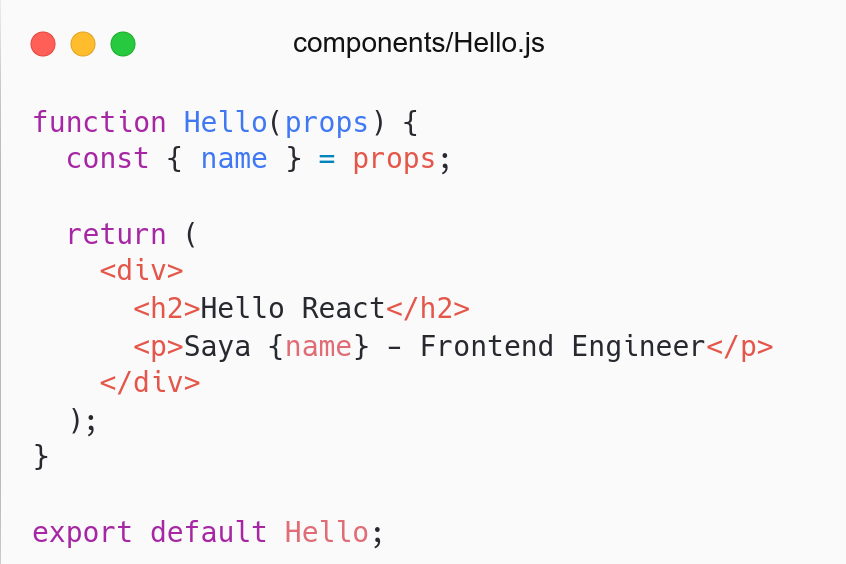 components/Hello.js
function Hello(props) {
  const { name } = props;
  return (
    <div>
      <h2>Hello React</h2>
      <p>Saya {name} - Frontend Engineer</p>
    </div>
  );
}
export default Hello;